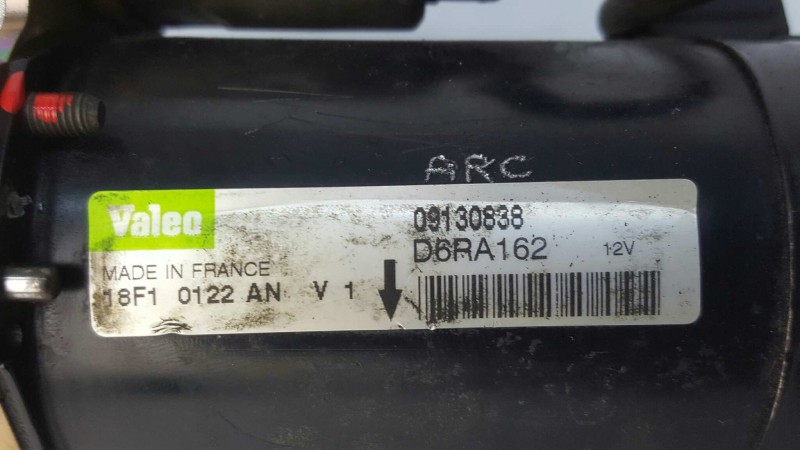 ARC
Valeo
09130838
D6RA162 12V
MADE IN FRANCE
18F1 0122 AN V 1